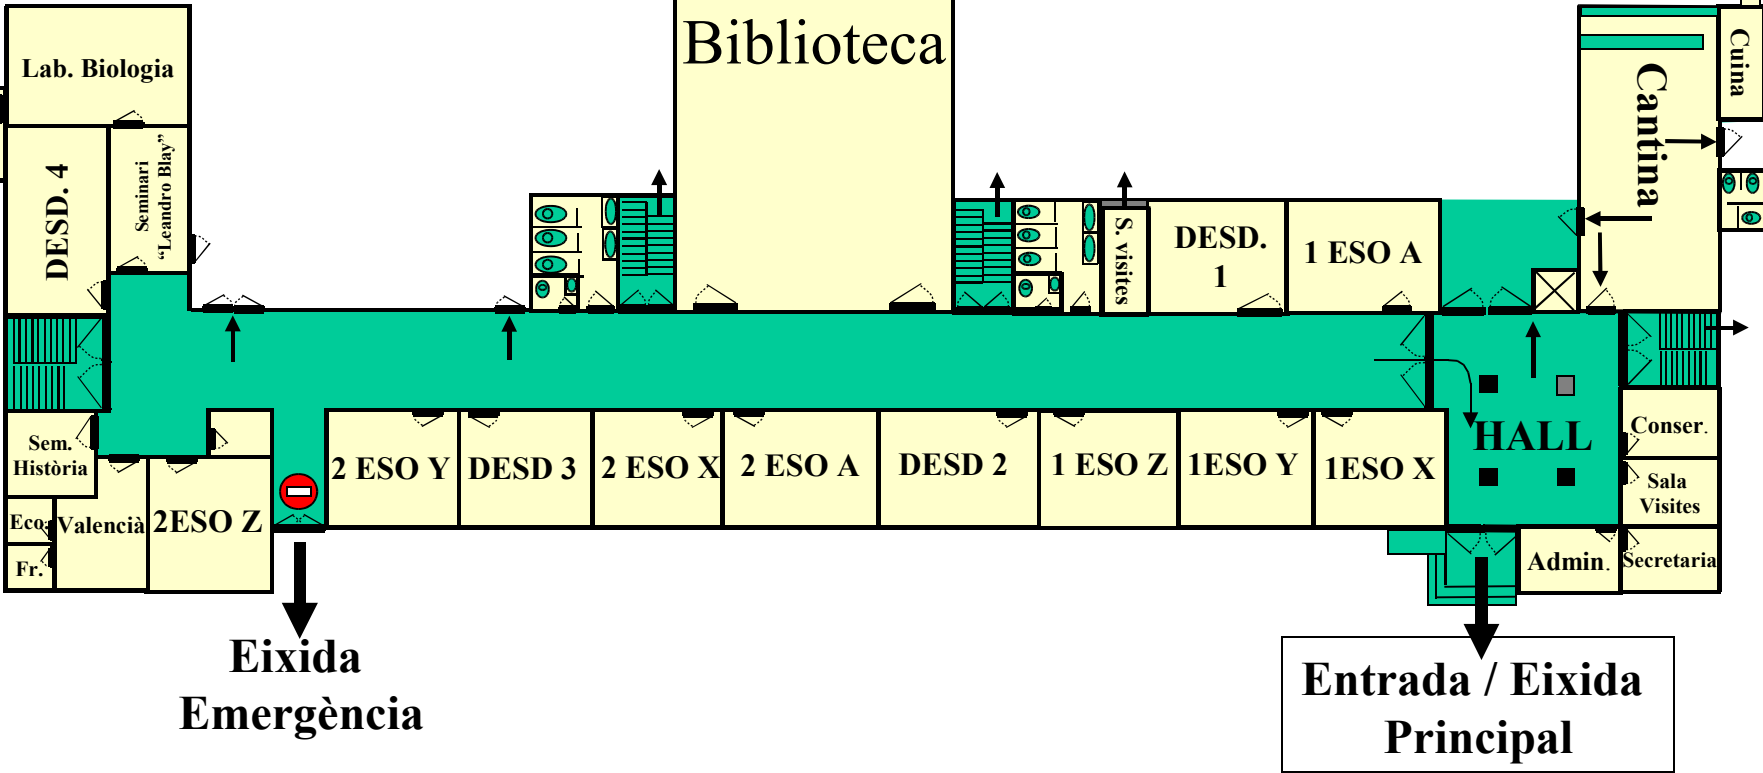 Biblioteca
Lab. Biologia
Cuina
Cantina
DESD. 4
Seminari
“Leandro Blay”
S. visites
DESD.
1
1 ESO A
Sem.
Història
2 ESO Y
DESD 3
2 ESO X
2 ESO A
DESD 2
1 ESO Z
1ESO Y
1ESO X
HALL
Conser.
Sala
Visites
Eco.
Valencià
2ESO Z
Fr.
Admin.
Secretaria
Eixida
Emergència
Entrada / Eixida
Principal